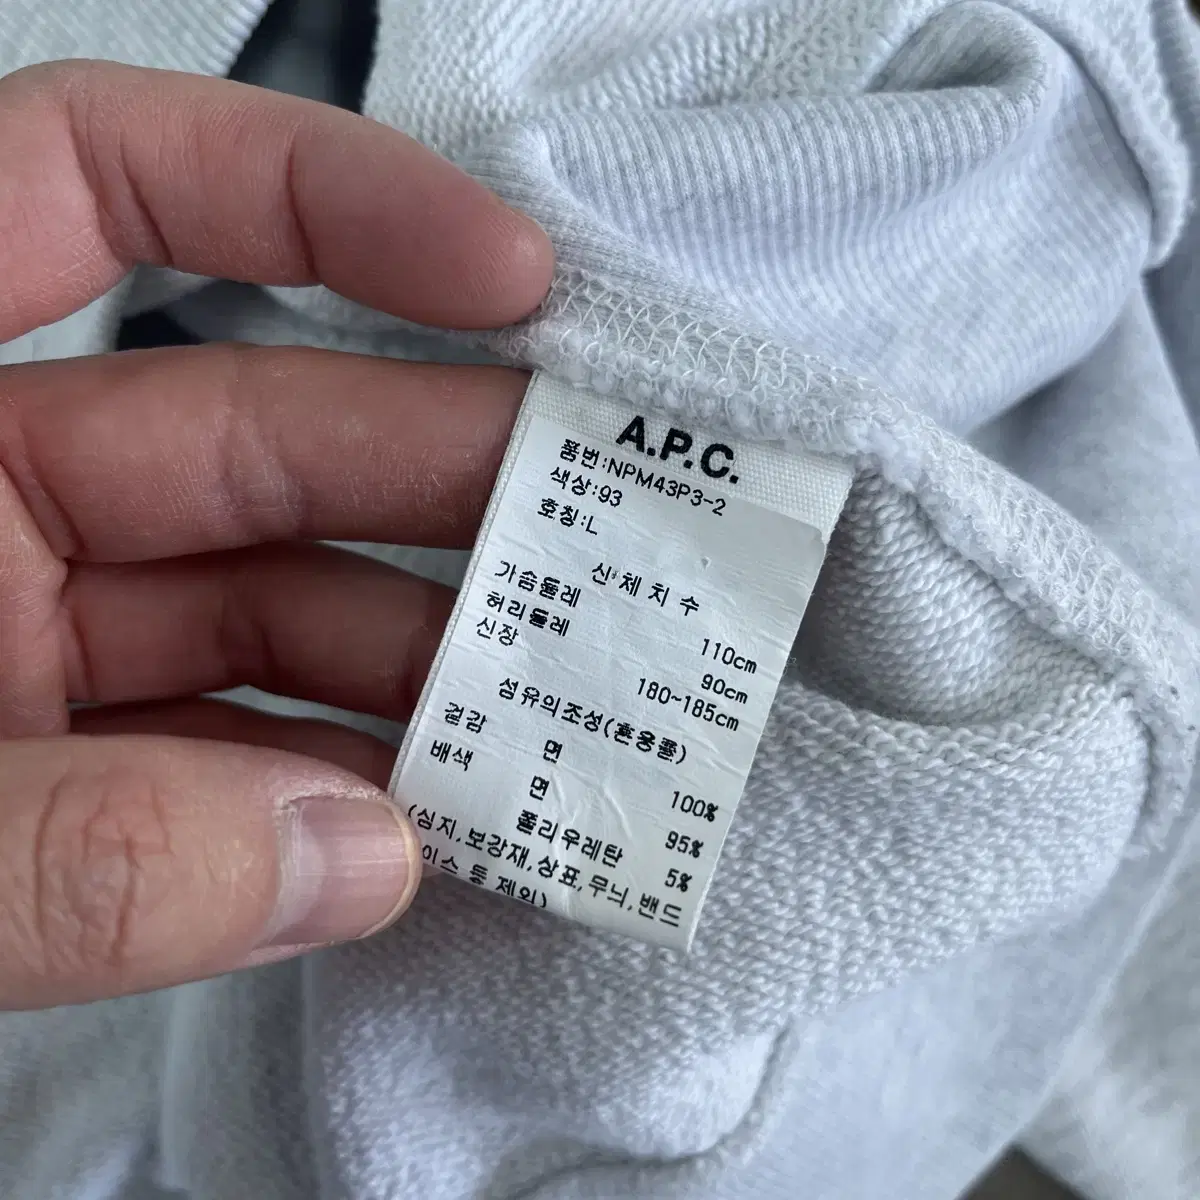 A.P.C.
품번:NPM43P3-2
색상:93
호칭:L
신체치수
가슴둘레 110cm
허리둘레 90cm
신장 180~185cm
섬유의조성(혼용률)
겉감 면 100%
배색 면 95%
폴리우레탄 5%
(심지,보강재,상표,무늬,밴드
이스 등 제외)